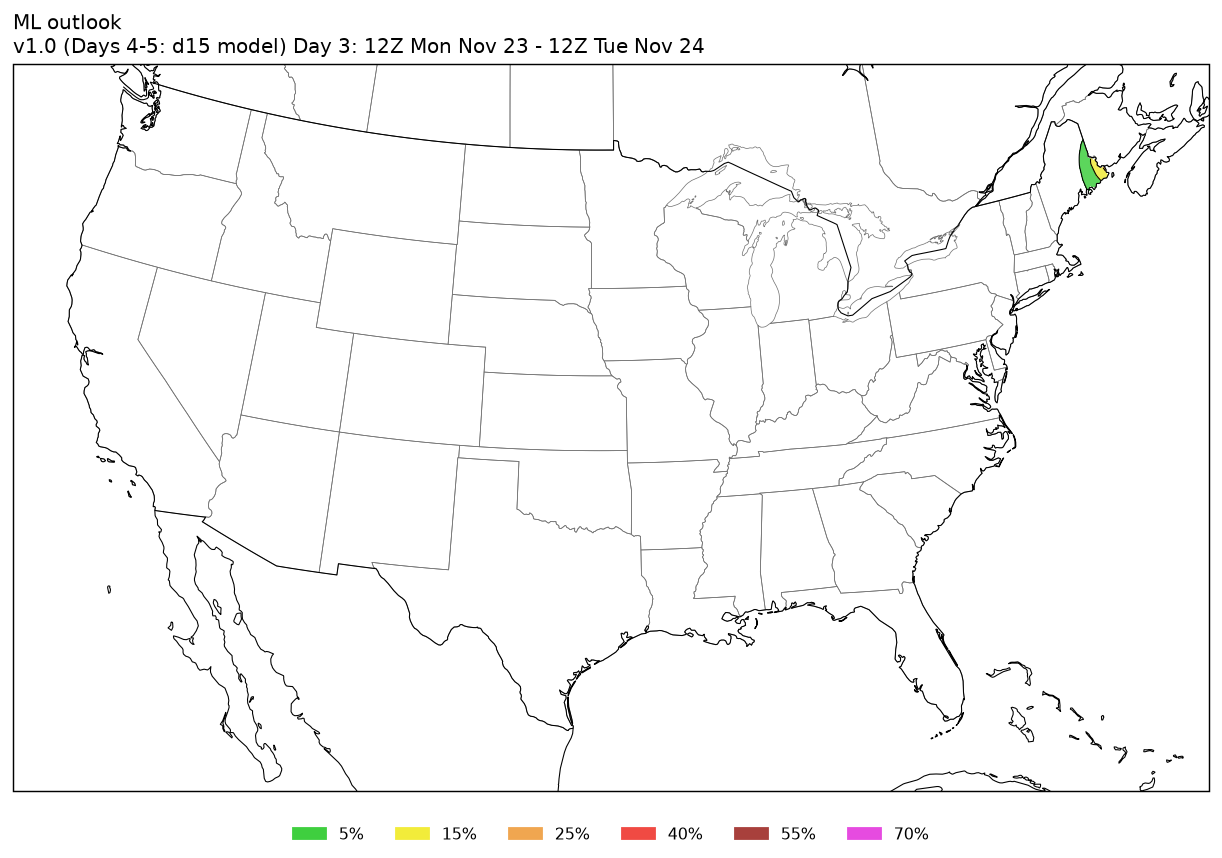 ML outlook
v1.0 (Days 4-5: d15 model) Day 3: 12Z Mon Nov 23 - 12Z Tue Nov 24
5% 15% 25% 40% 55% 70%